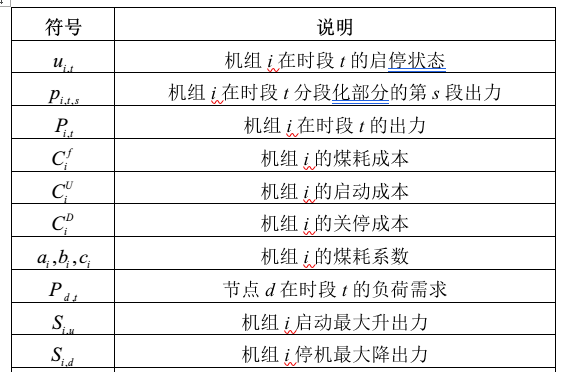 符号 说明
u_{i,t} 机组 i 在时段 t 的启停状态
p_{i,t,s} 机组 i 在时段 t 分段化部分的第 s 段出力
P_{i,t} 机组 i 在时段 t 的出力
C_i^f 机组 i 的煤耗成本
C_i^U 机组 i 的启动成本
C_i^D 机组 i 的关停成本
a_i,b_i,c_i 机组 i 的煤耗系数
P_{d,t} 节点 d 在时段 t 的负荷需求
S_{i,u} 机组 i 启动最大升出力
S_{i,d} 机组 i 停机最大降出力